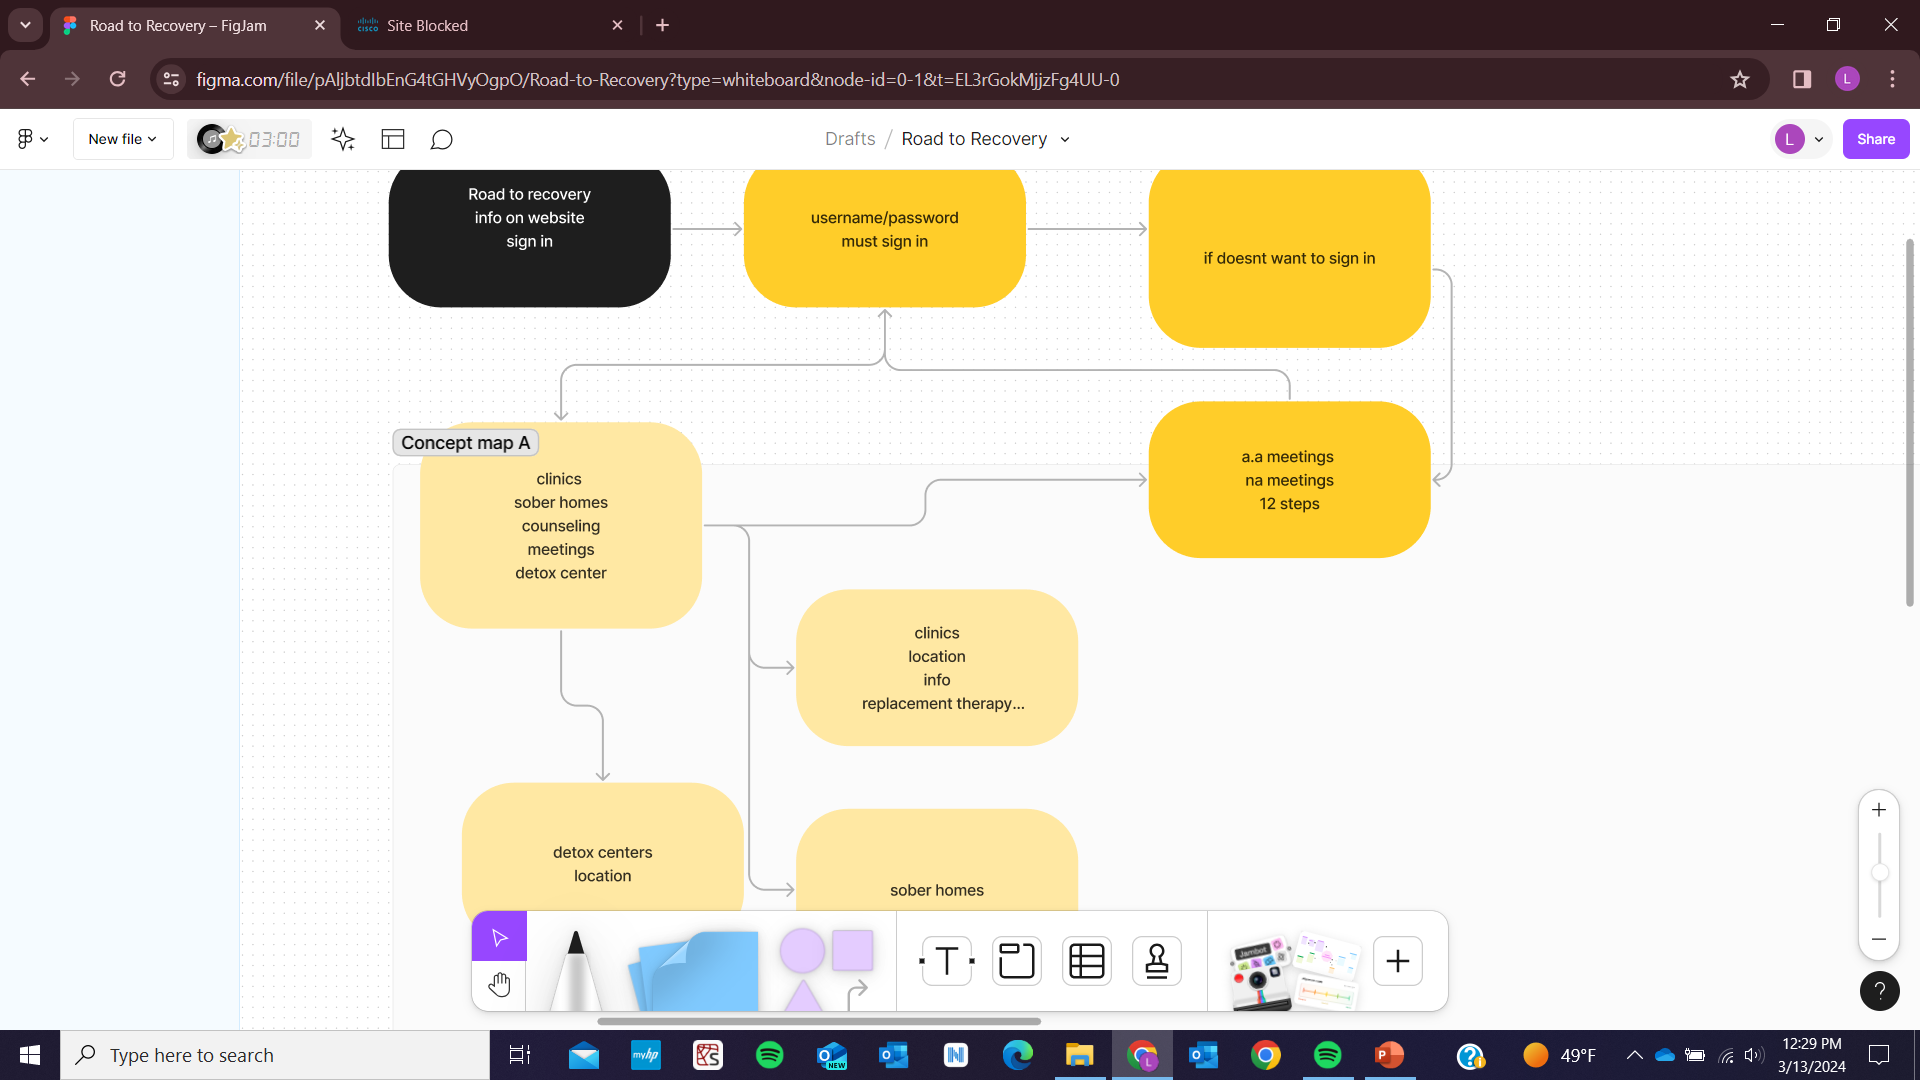 Road to Recovery – FigJam
Site Blocked
figma.com/file/pAljbtdIbEnG4tGHVyOgpO/Road-to-Recovery?type=whiteboard&node-id=0-1&t=EL3rGokMjjzFg4UU-0
L
New file
03:00
Drafts / Road to Recovery
L
Share
Road to recovery
info on website
sign in
username/password
must sign in
if doesnt want to sign in
Concept map A
clinics
sober homes
counseling
meetings
detox center
a.a meetings
na meetings
12 steps
clinics
location
info
replacement therapy...
detox centers
location
sober homes
T
Jambot
?
Type here to search
myhp
NEW
49°F
12:29 PM
3/13/2024